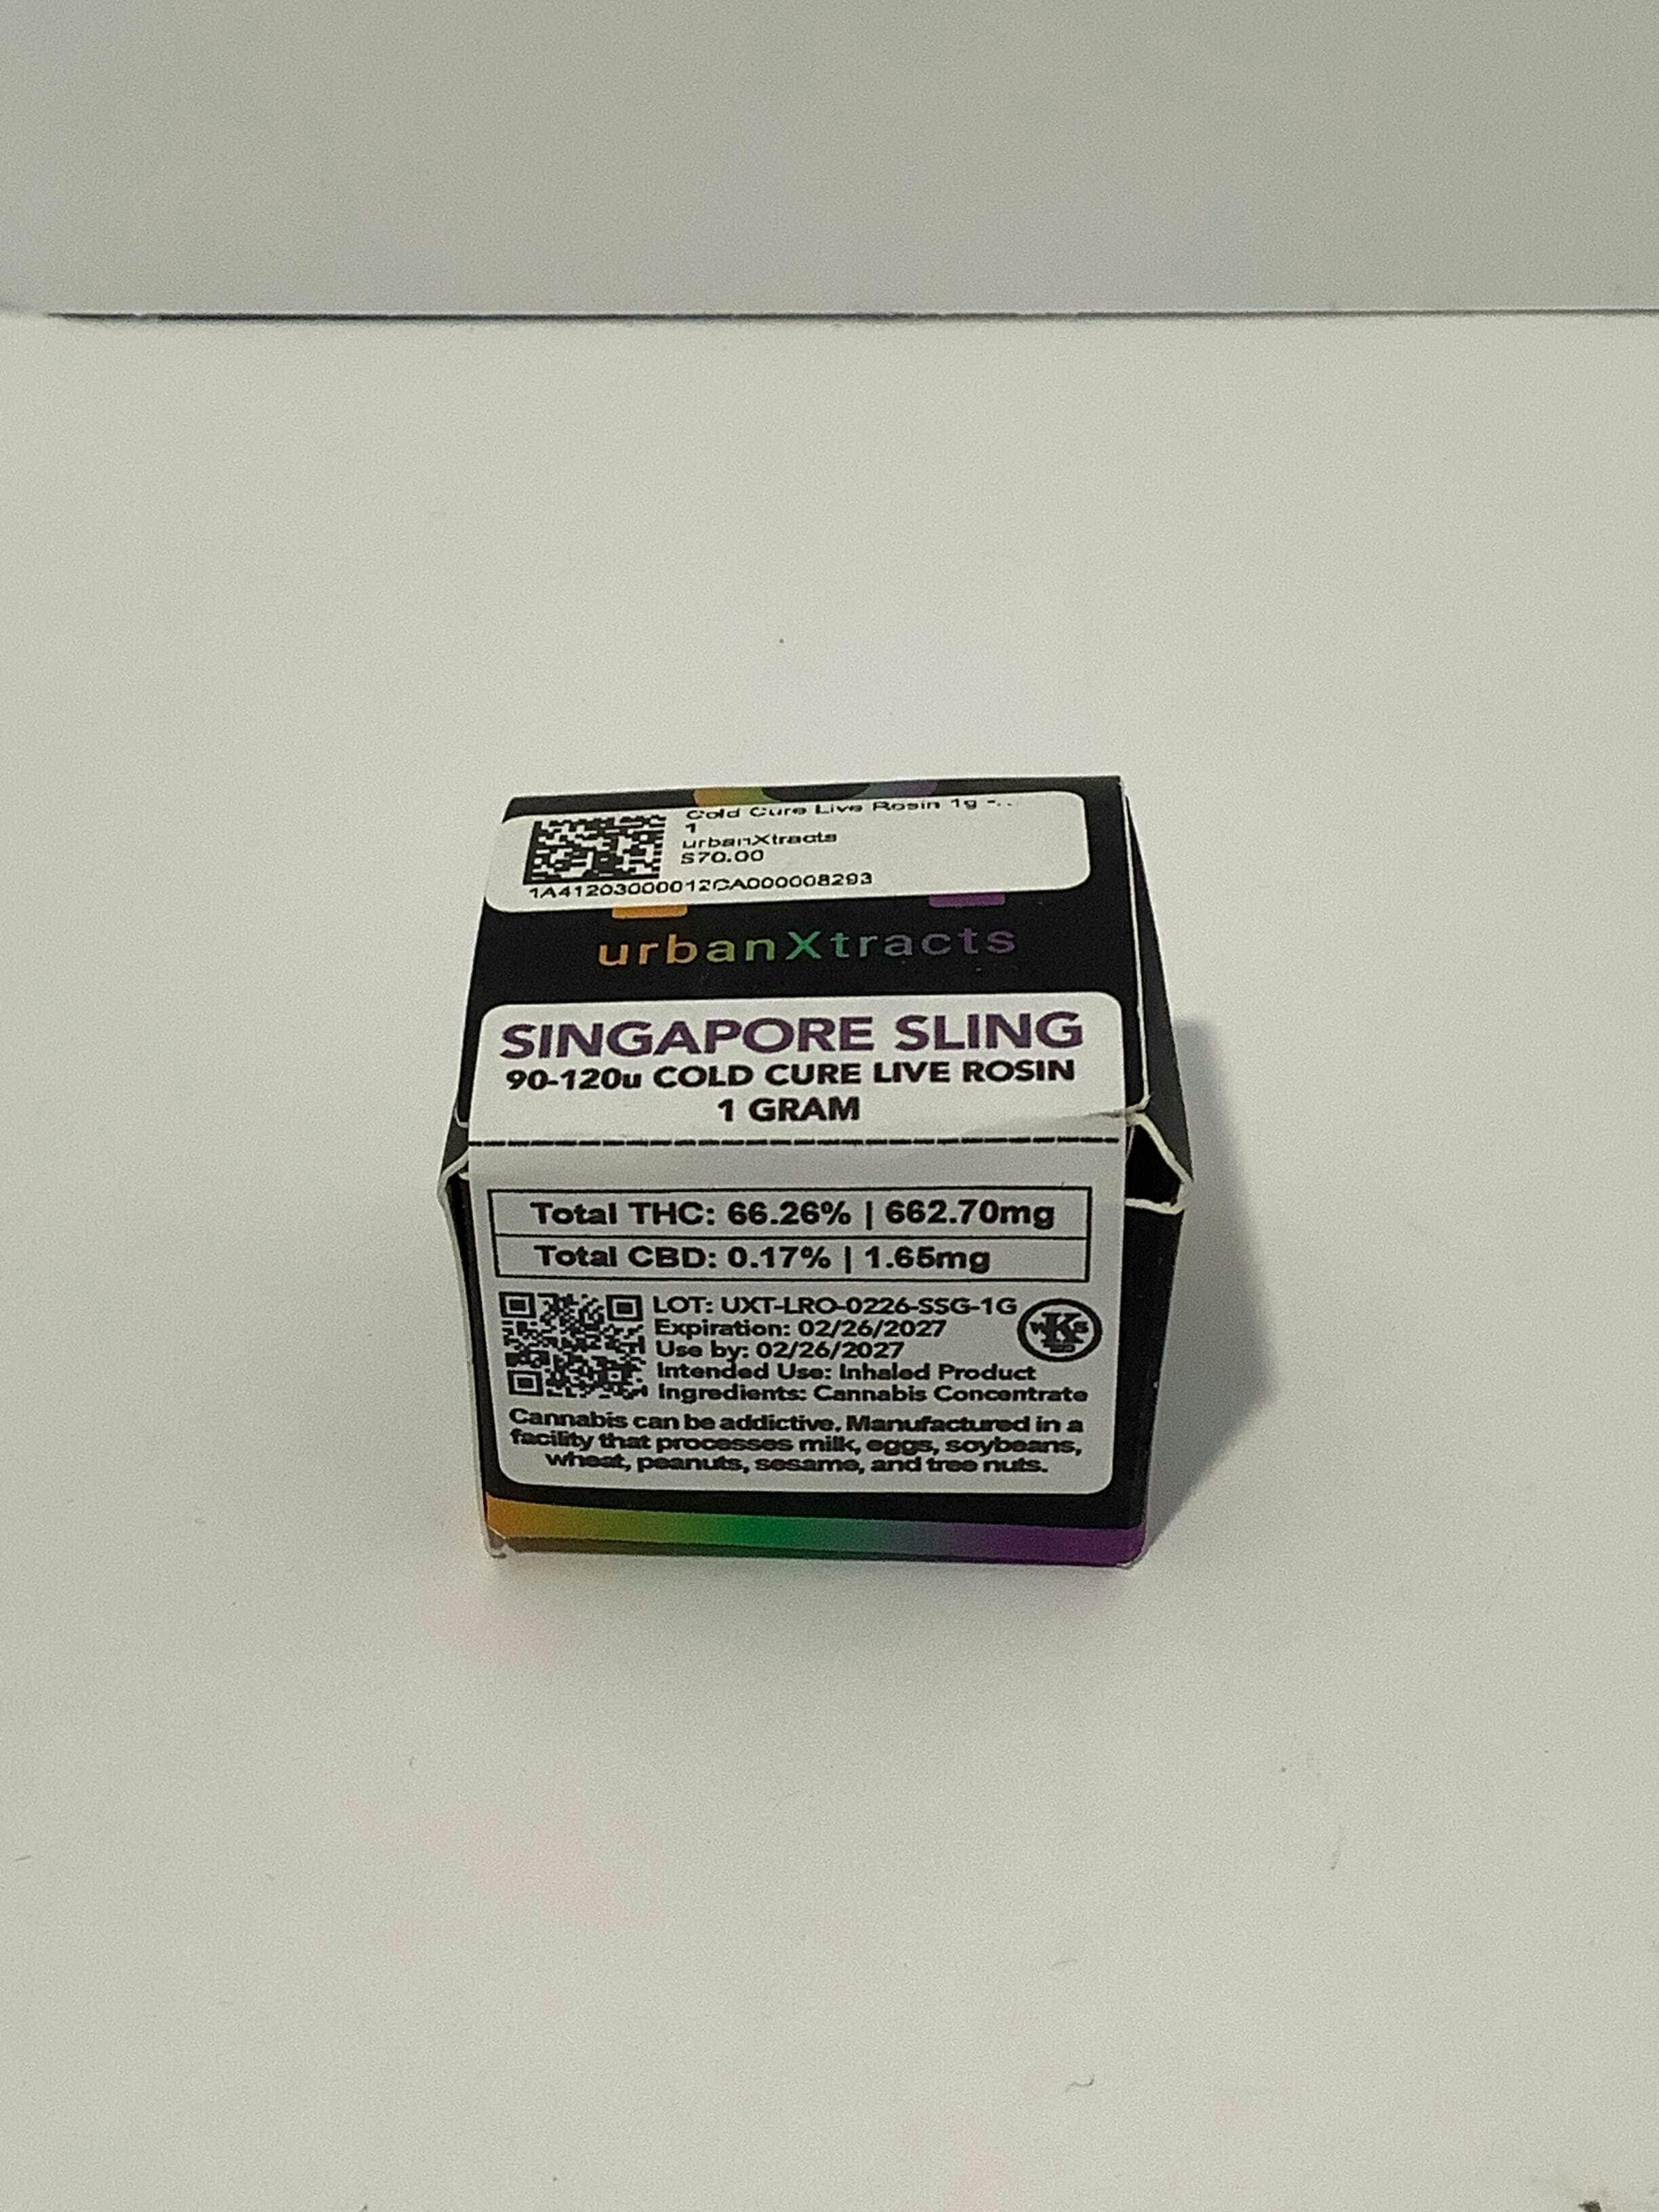 Cold Cure Live Rosin 1g -...
1
urbanXtracts
$70.00
1A41203000012CA000008293
urbanXtracts
SINGAPORE SLING
90-120u COLD CURE LIVE ROSIN
1 GRAM
Total THC: 66.26% | 662.70mg
Total CBD: 0.17% | 1.65mg
LOT: UXT-LRO-0226-SSG-1G
Expiration: 02/26/2027
Use by: 02/26/2027
Intended Use: Inhaled Product
Ingredients: Cannabis Concentrate
Cannabis can be addictive. Manufactured in a
facility that processes milk, eggs, soybeans,
wheat, peanuts, sesame, and tree nuts.